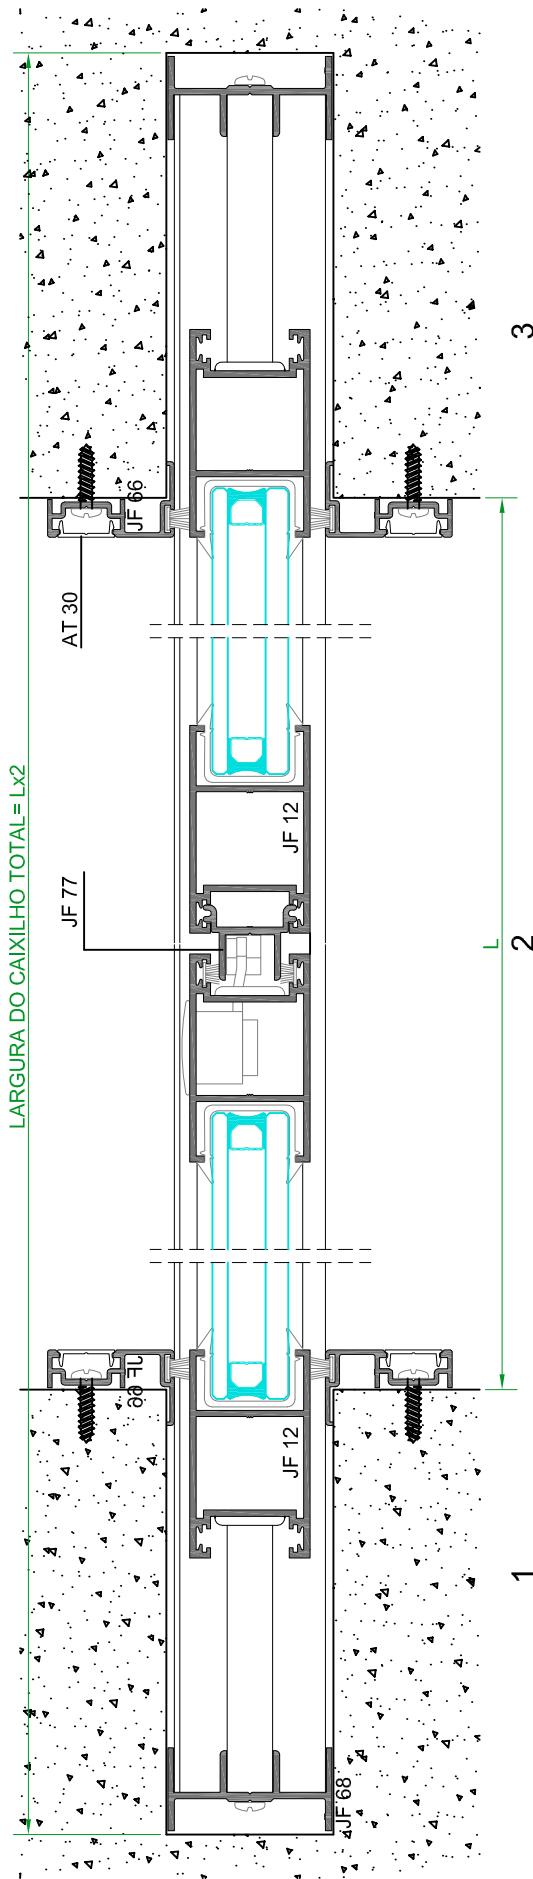 LARGURA DO CAIXILHO TOTAL= Lx2
AT 30
JF 66
JF 77
JF 12
JF 66
JF 12
JF 68
L
1
2
3